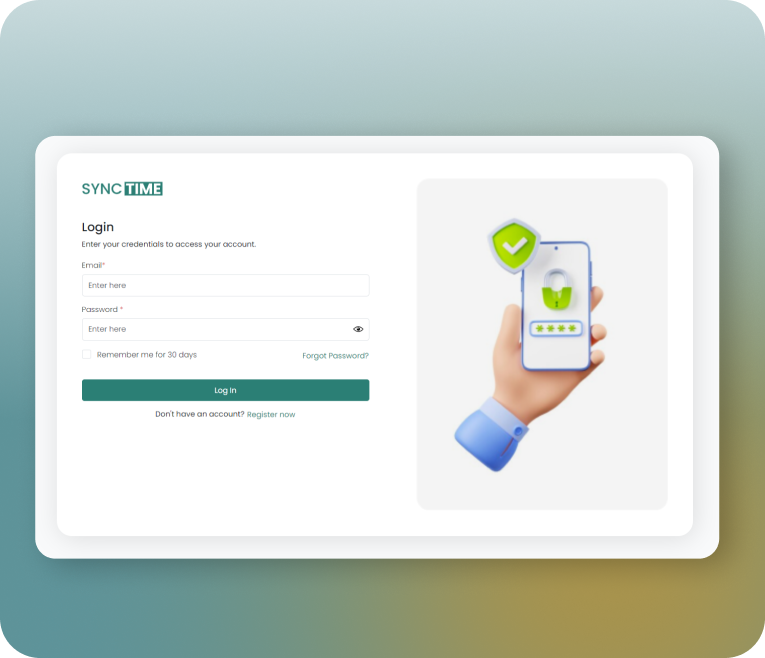 SYNC TIME
Login
Enter your credentials to access your account.
Email*
Enter here
Password *
Enter here
Remember me for 30 days
Forgot Password?
Log In
Don't have an account? Register now
****